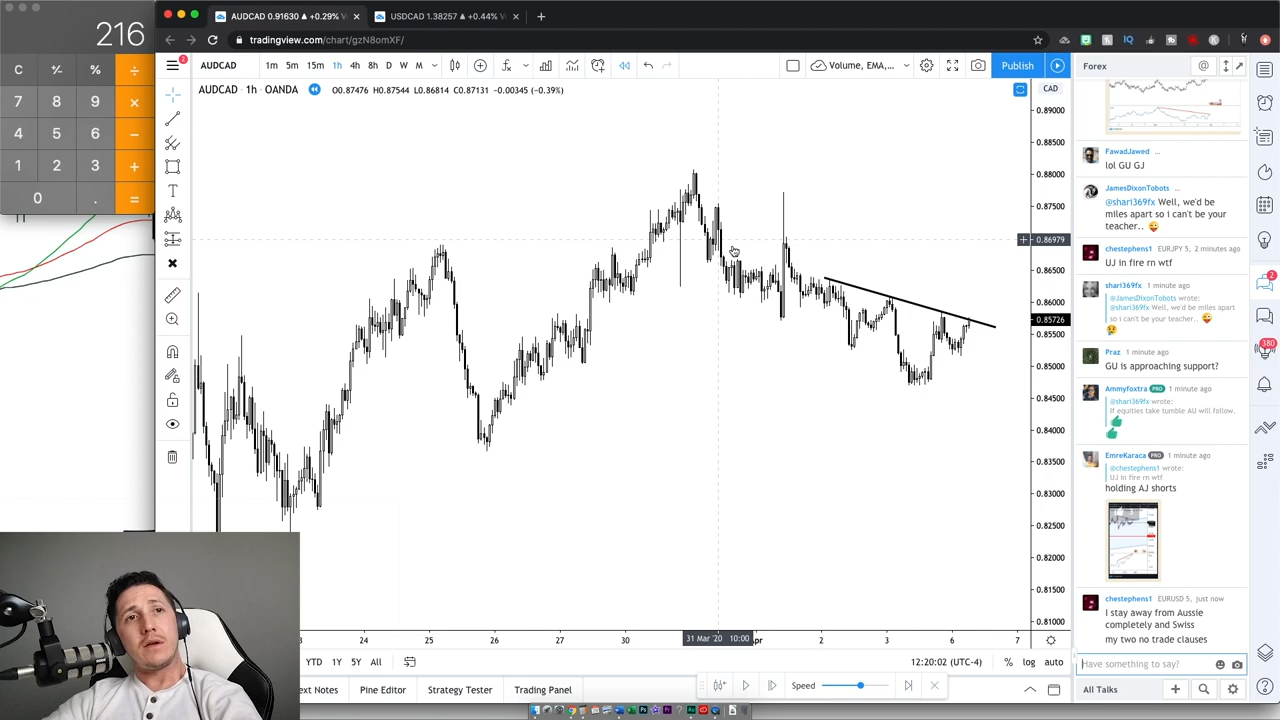 216
C % ÷
7 8 9 ×
4 5 6 −
1 2 3 +
0 . =
AUDCAD 0.91630 ▲ +0.29%
USDCAD 1.38257 ▲ +0.44%
tradingview.com/chart/gzN8omXF/
AUDCAD 1m 5m 15m 1h 4h 8h D W M
Volume, EMA,...
Publish
AUDCAD · 1h · OANDA
O0.87476 H0.87544 L0.86814 C0.87131 -0.00345 (-0.39%)
CAD
0.89000
0.88500
0.88000
0.87500
0.86979
0.86500
0.86000
0.85726
0.85500
0.85000
0.84500
0.84000
0.83500
0.83000
0.82500
0.82000
0.81500
0.81000
3 24 25 26 27 30 31 Mar '20 10:00 pr 2 3 6 7
YTD 1Y 5Y All
12:20:02 (UTC-4) % log auto
Speed
ext Notes Pine Editor Strategy Tester Trading Panel
Forex
FawadJawed ...
lol GU GJ
JamesDixonTobots ...
@shari369fx Well, we'd be
miles apart so i can't be your
teacher..
chestephens1 EURJPY 5, 2 minutes ago
UJ in fire rn wtf
shari369fx 1 minute ago
@JamesDixonTobots wrote:
@shari369fx Well, we'd be miles apart
so i can't be your teacher..
Praz 1 minute ago
GU is approaching support?
Ammyfoxtra PRO 1 minute ago
@shari369fx wrote:
If equities take tumble AU will follow.
EmreKaraca PRO 1 minute ago
@chestephens1 wrote:
UJ in fire rn wtf
holding AJ shorts
chestephens1 EURUSD 5, just now
I stay away from Aussie
completely and Swiss
my two no trade clauses
Have something to say?
All Talks
2
2
380